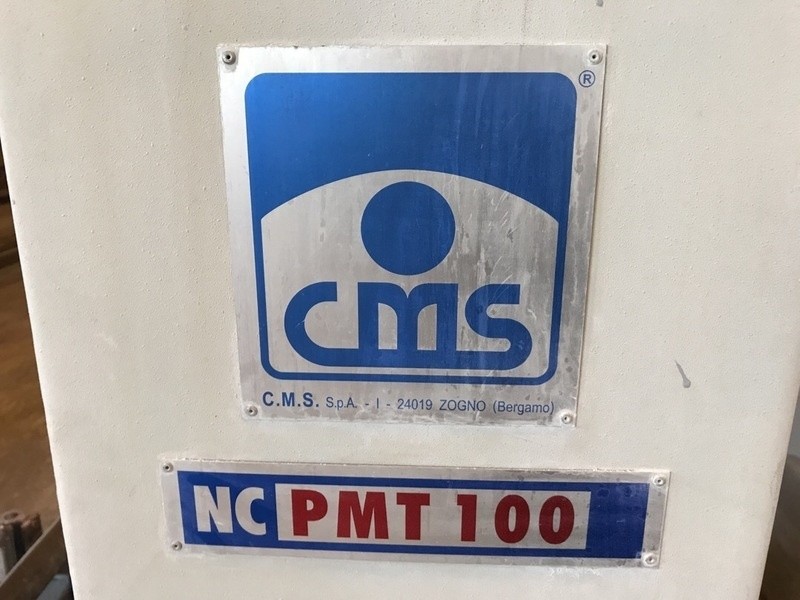 ®
cms
C.M.S. S.p.A. - I - 24019 ZOGNO (Bergamo)
NC PMT 100